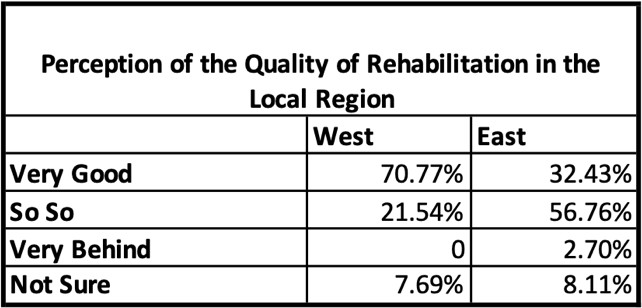 Perception of the Quality of Rehabilitation in the
Local Region
West East
Very Good 70.77% 32.43%
So So 21.54% 56.76%
Very Behind 0 2.70%
Not Sure 7.69% 8.11%